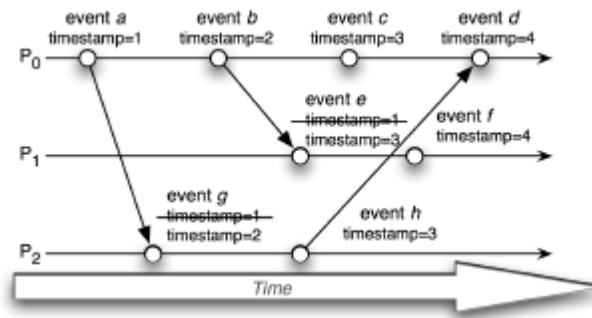 event a
timestamp=1
event b
timestamp=2
event c
timestamp=3
event d
timestamp=4
P0
event e
timestamp=1
timestamp=3
event f
timestamp=4
P1
event g
timestamp=1
timestamp=2
event h
timestamp=3
P2
Time